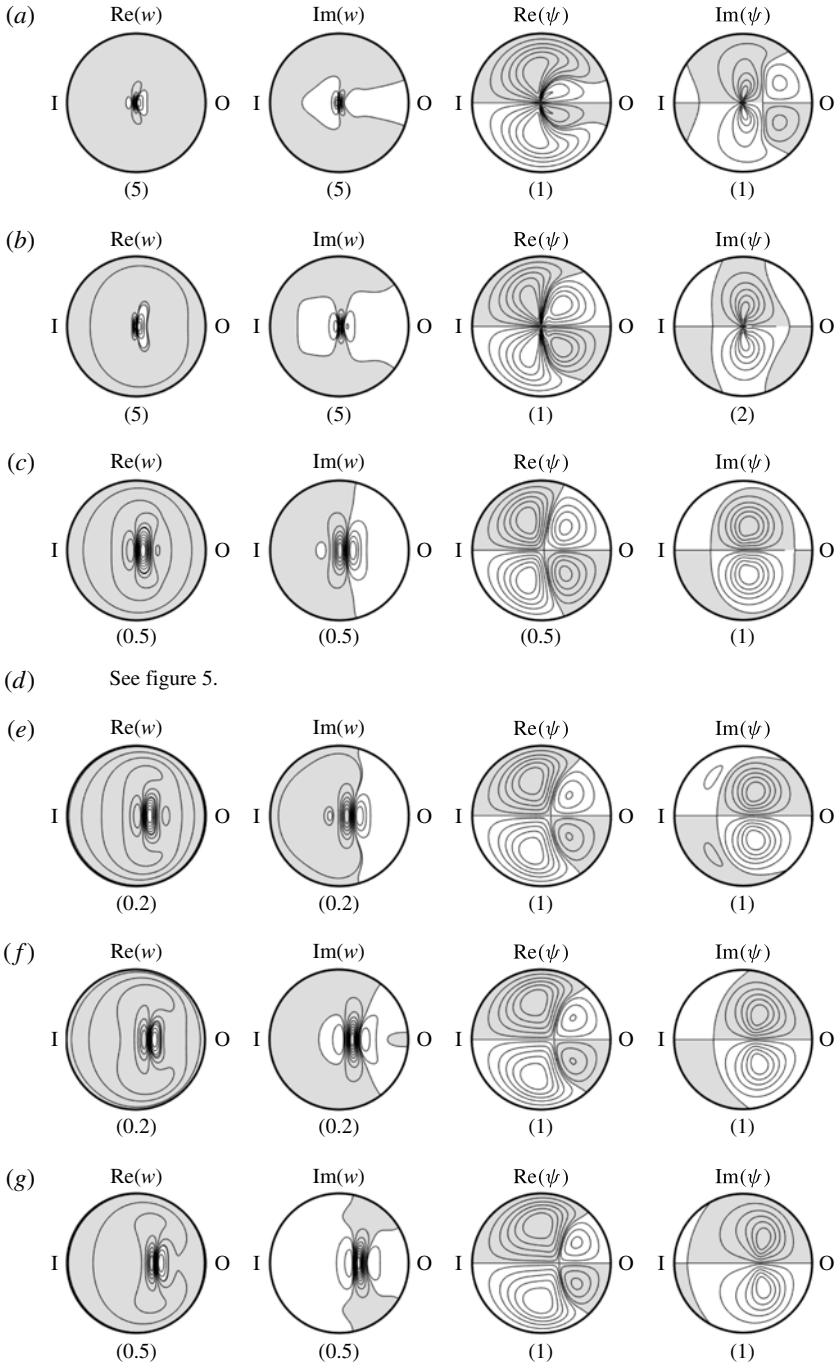 (a) Re(w) Im(w) Re(ψ) Im(ψ)
I O I O I O I O
(5) (5) (1) (1)
(b) Re(w) Im(w) Re(ψ) Im(ψ)
I O I O I O I O
(5) (5) (1) (2)
(c) Re(w) Im(w) Re(ψ) Im(ψ)
I O I O I O I O
(0.5) (0.5) (0.5) (1)
(d) See figure 5.
(e) Re(w) Im(w) Re(ψ) Im(ψ)
I O I O I O I O
(0.2) (0.2) (1) (1)
(f) Re(w) Im(w) Re(ψ) Im(ψ)
I O I O I O I O
(0.2) (0.2) (1) (1)
(g) Re(w) Im(w) Re(ψ) Im(ψ)
I O I O I O I O
(0.5) (0.5) (1) (1)